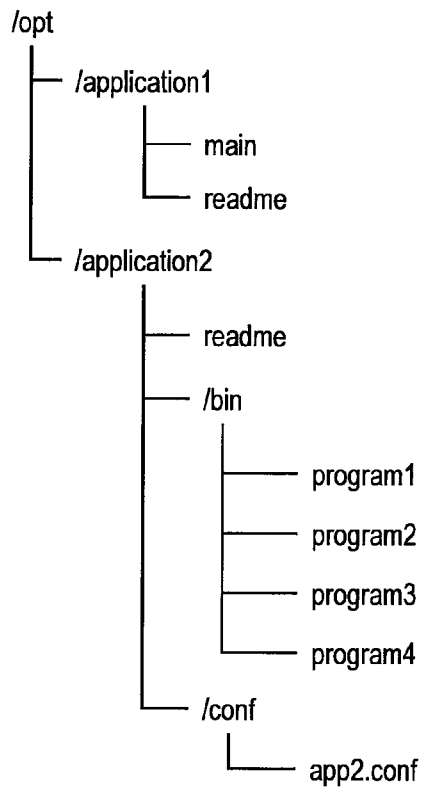 /opt
/application1
main
readme
/application2
readme
/bin
program1
program2
program3
program4
/conf
app2.conf